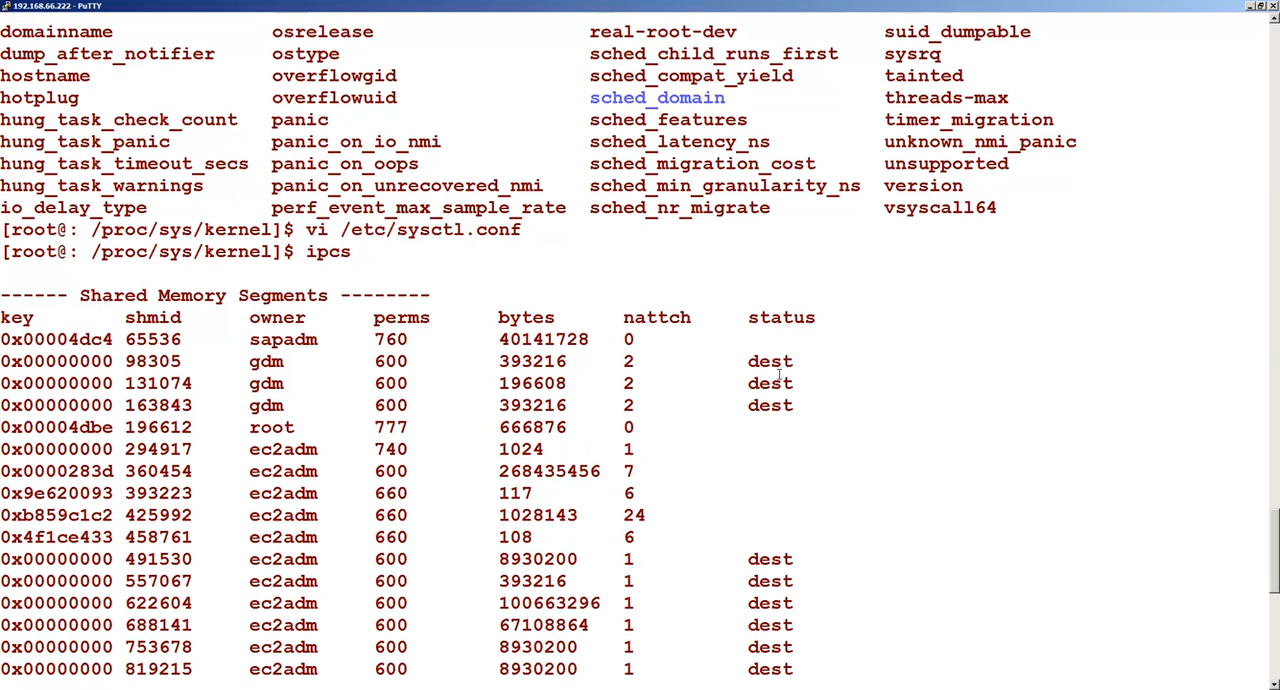 192.168.66.222 - PuTTY
domainname osrelease real-root-dev suid_dumpable
dump_after_notifier ostype sched_child_runs_first sysrq
hostname overflowgid sched_compat_yield tainted
hotplug overflowuid sched_domain threads-max
hung_task_check_count panic sched_features timer_migration
hung_task_panic panic_on_io_nmi sched_latency_ns unknown_nmi_panic
hung_task_timeout_secs panic_on_oops sched_migration_cost unsupported
hung_task_warnings panic_on_unrecovered_nmi sched_min_granularity_ns version
io_delay_type perf_event_max_sample_rate sched_nr_migrate vsyscall64
[root@: /proc/sys/kernel]$ vi /etc/sysctl.conf
[root@: /proc/sys/kernel]$ ipcs
------ Shared Memory Segments --------
key shmid owner perms bytes nattch status
0x00004dc4 65536 sapadm 760 40141728 0
0x00000000 98305 gdm 600 393216 2 dest
0x00000000 131074 gdm 600 196608 2 dest
0x00000000 163843 gdm 600 393216 2 dest
0x00004dbe 196612 root 777 666876 0
0x00000000 294917 ec2adm 740 1024 1
0x0000283d 360454 ec2adm 600 268435456 7
0x9e620093 393223 ec2adm 660 117 6
0xb859c1c2 425992 ec2adm 660 1028143 24
0x4f1ce433 458761 ec2adm 660 108 6
0x00000000 491530 ec2adm 600 8930200 1 dest
0x00000000 557067 ec2adm 600 393216 1 dest
0x00000000 622604 ec2adm 600 100663296 1 dest
0x00000000 688141 ec2adm 600 67108864 1 dest
0x00000000 753678 ec2adm 600 8930200 1 dest
0x00000000 819215 ec2adm 600 8930200 1 dest